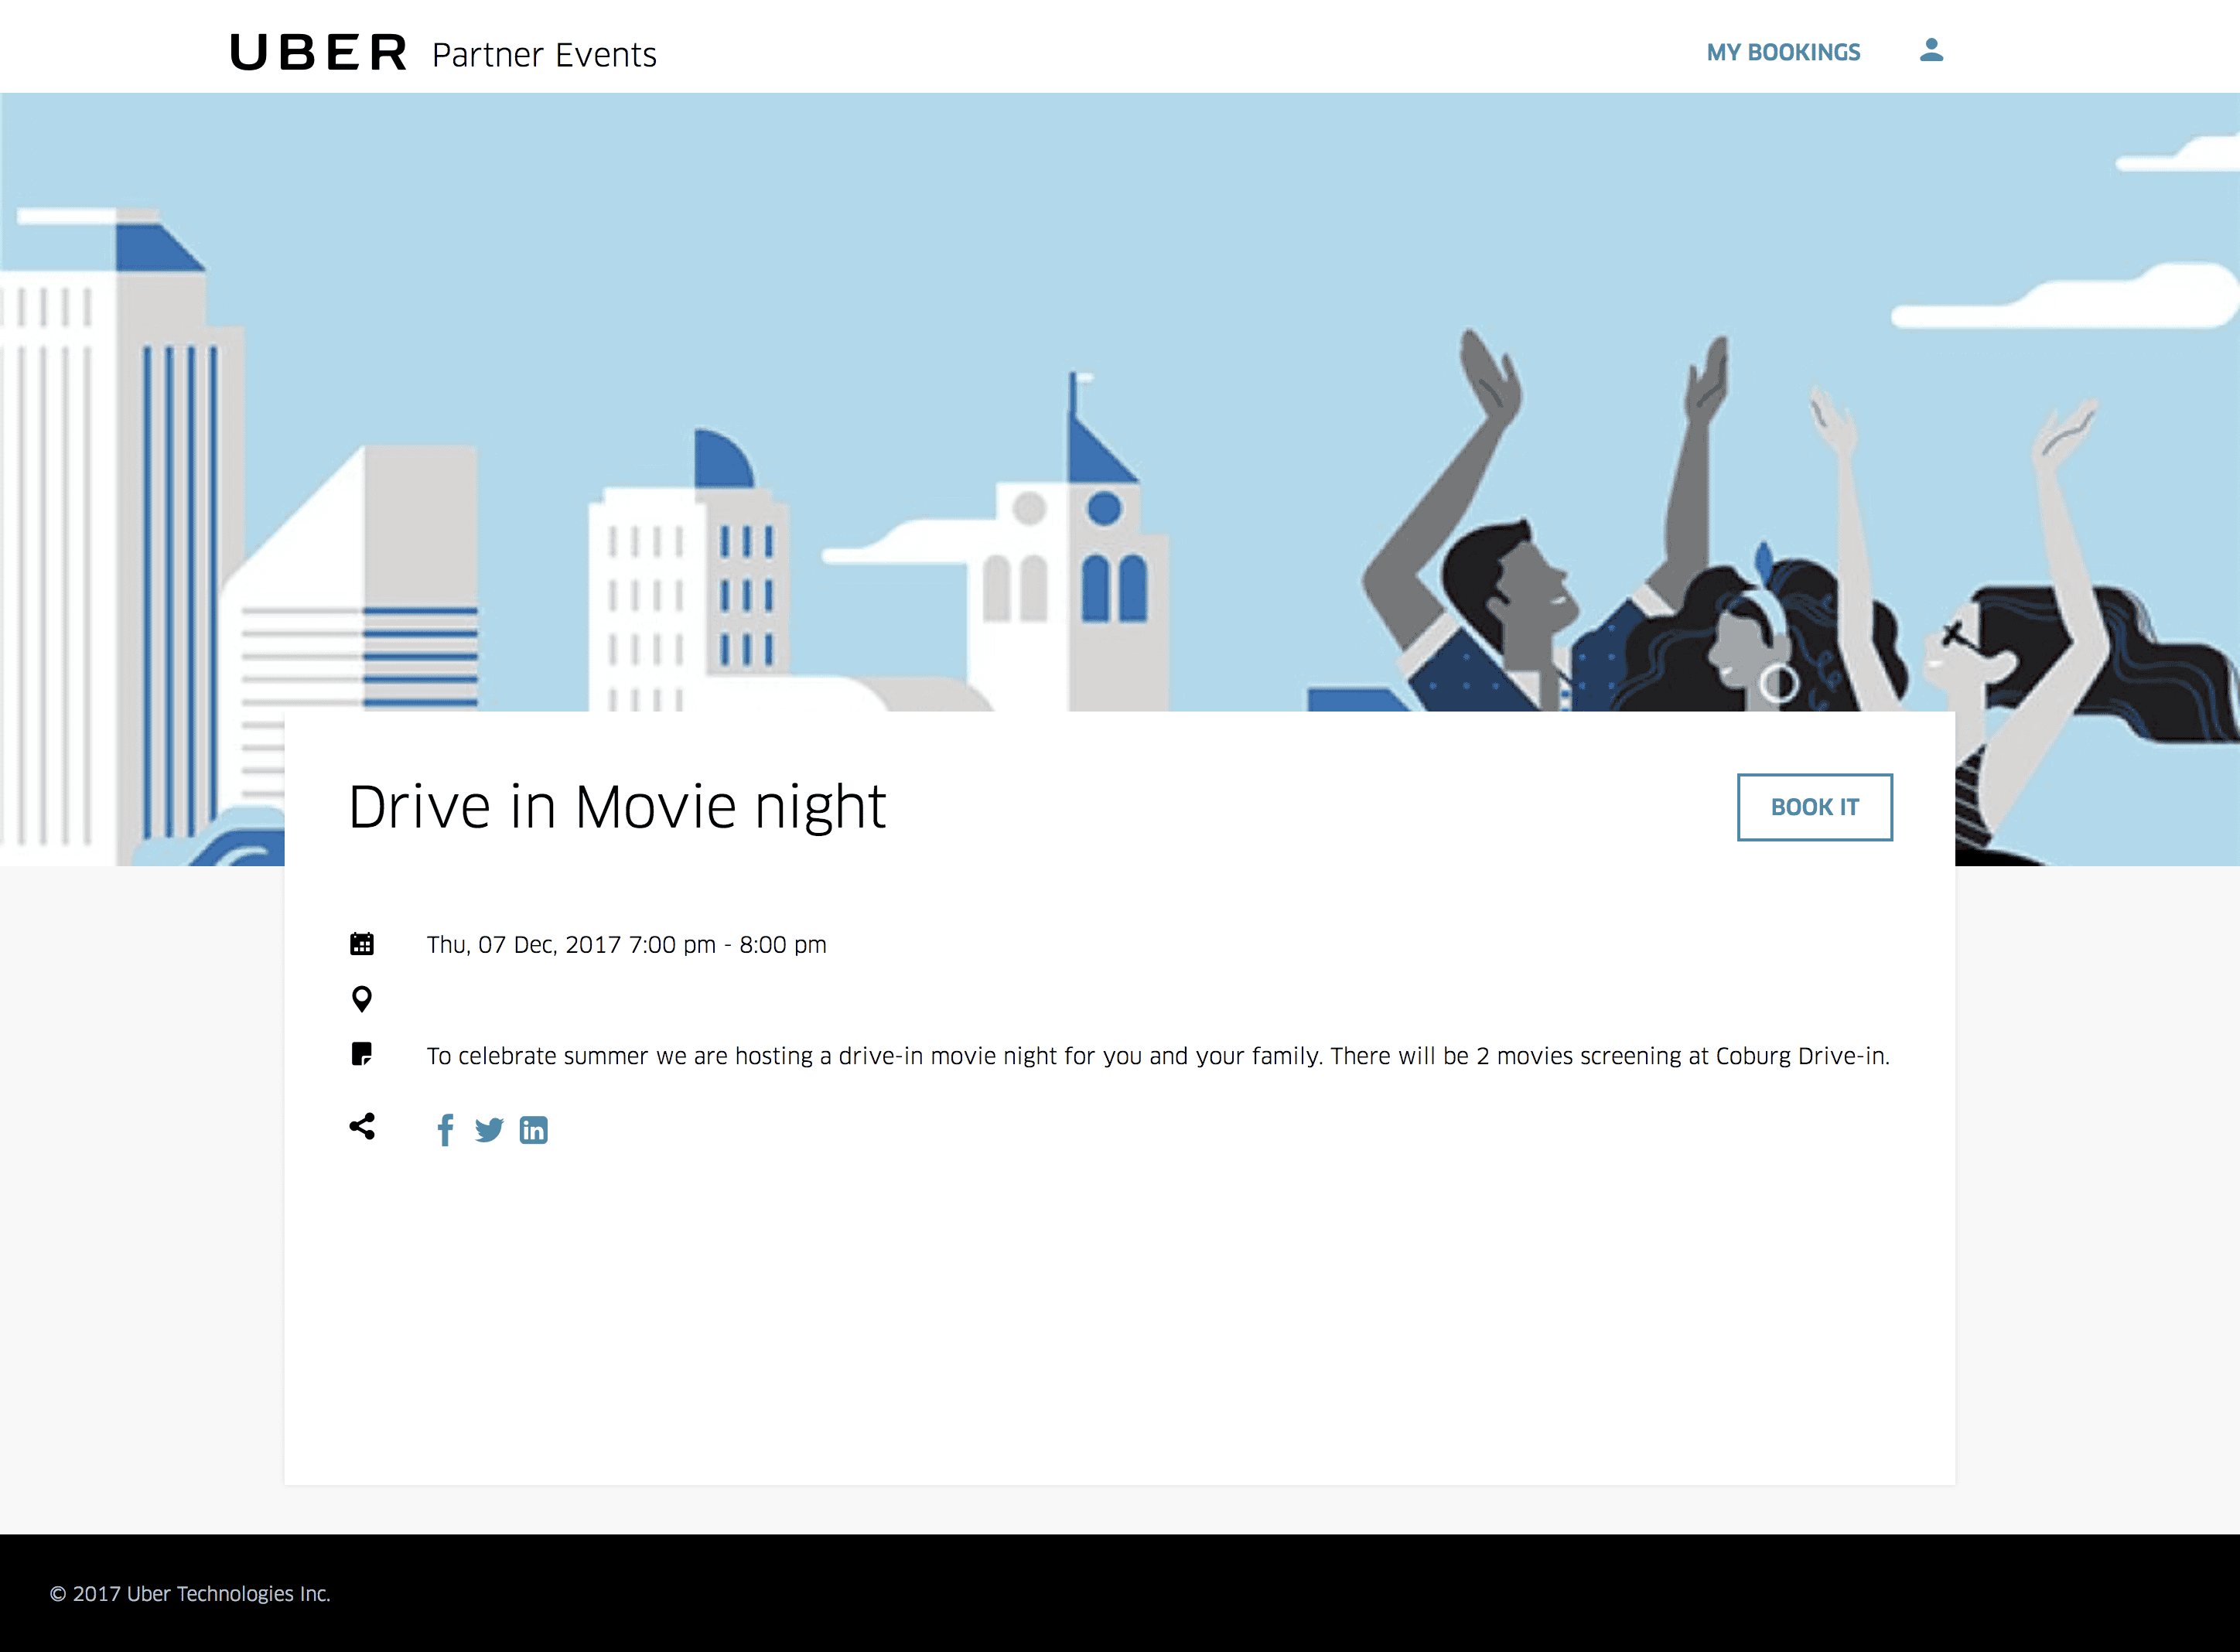 UBER Partner Events
MY BOOKINGS
Drive in Movie night
BOOK IT
Thu, 07 Dec, 2017 7:00 pm - 8:00 pm
To celebrate summer we are hosting a drive-in movie night for you and your family. There will be 2 movies screening at Coburg Drive-in.
© 2017 Uber Technologies Inc.